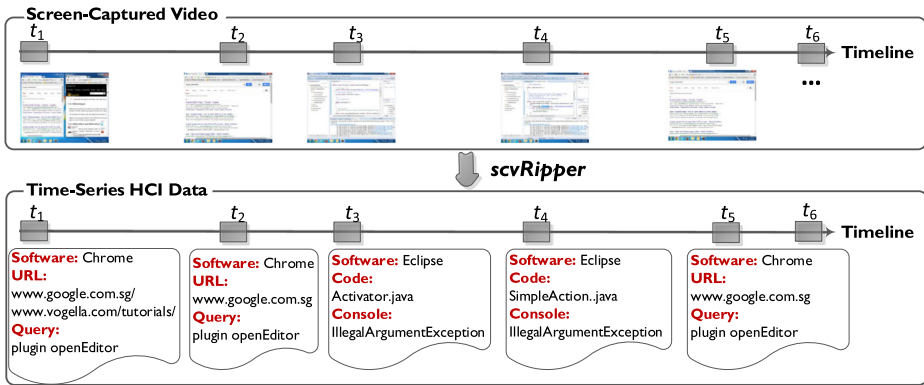 Screen-Captured Video
t1 t2 t3 t4 t5 t6
Timeline
...
scvRipper
Time-Series HCI Data
t1 t2 t3 t4 t5 t6
Timeline
Software: Chrome
URL:
www.google.com.sg/
www.vogella.com/tutorials/
Query:
plugin openEditor
Software: Chrome
URL:
www.google.com.sg
Query:
plugin openEditor
Software: Eclipse
Code:
Activator.java
Console:
IllegalArgumentException
Software: Eclipse
Code:
SimpleAction..java
Console:
IllegalArgumentException
Software: Chrome
URL:
www.google.com.sg
Query:
plugin openEditor